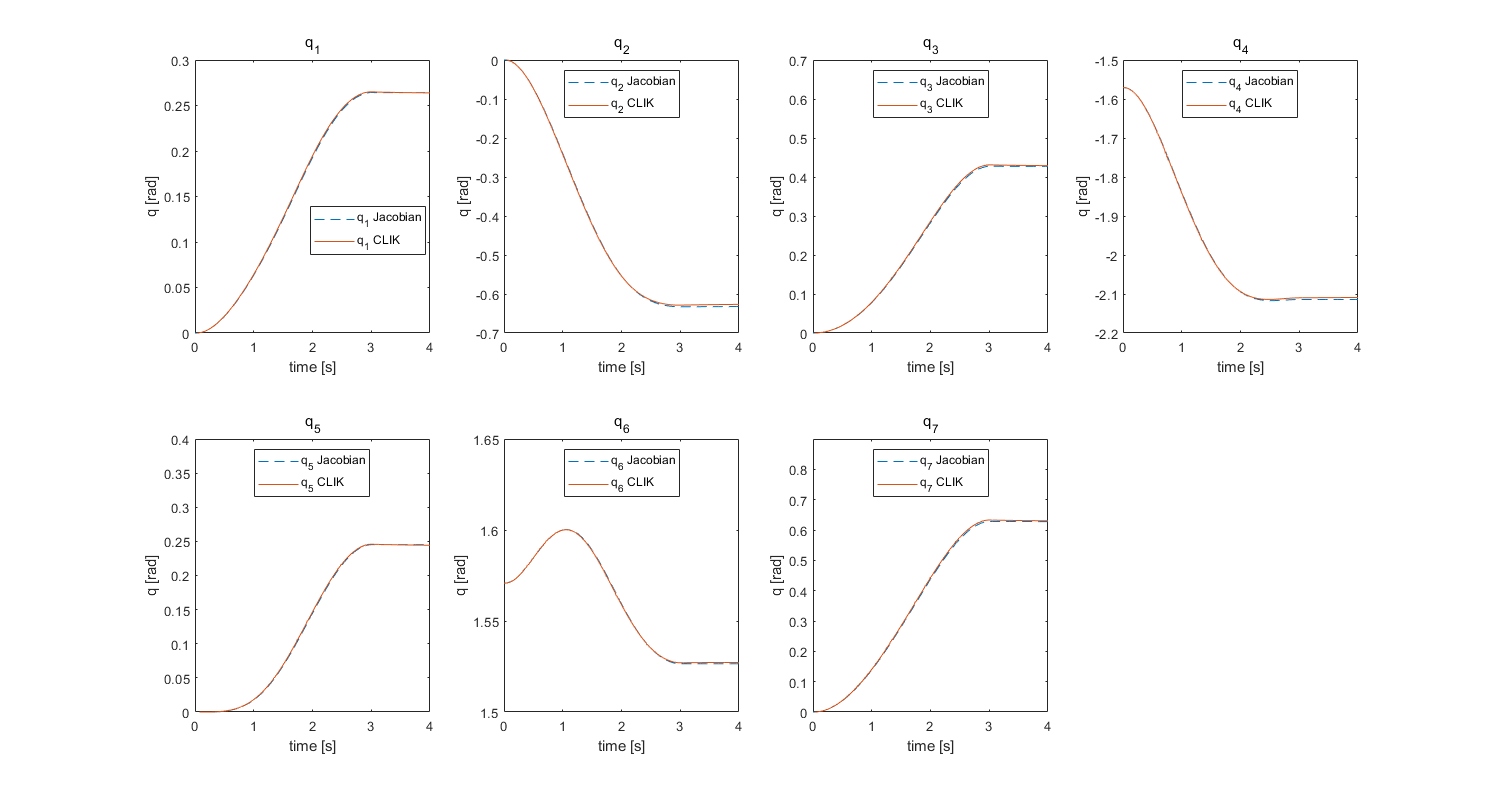 q1
0.3
0.25
0.2
0.15
0.1
0.05
0
q [rad]
q1 Jacobian
q1 CLIK
0 1 2 3 4
time [s]
q2
0
-0.1
-0.2
-0.3
-0.4
-0.5
-0.6
-0.7
q [rad]
q2 Jacobian
q2 CLIK
0 1 2 3 4
time [s]
q3
0.7
0.6
0.5
0.4
0.3
0.2
0.1
0
q [rad]
q3 Jacobian
q3 CLIK
0 1 2 3 4
time [s]
q4
-1.5
-1.6
-1.7
-1.8
-1.9
-2
-2.1
-2.2
q [rad]
q4 Jacobian
q4 CLIK
0 1 2 3 4
time [s]
q5
0.4
0.35
0.3
0.25
0.2
0.15
0.1
0.05
0
q [rad]
q5 Jacobian
q5 CLIK
0 1 2 3 4
time [s]
q6
1.65
1.6
1.55
1.5
q [rad]
q6 Jacobian
q6 CLIK
0 1 2 3 4
time [s]
q7
0.8
0.7
0.6
0.5
0.4
0.3
0.2
0.1
0
q [rad]
q7 Jacobian
q7 CLIK
0 1 2 3 4
time [s]